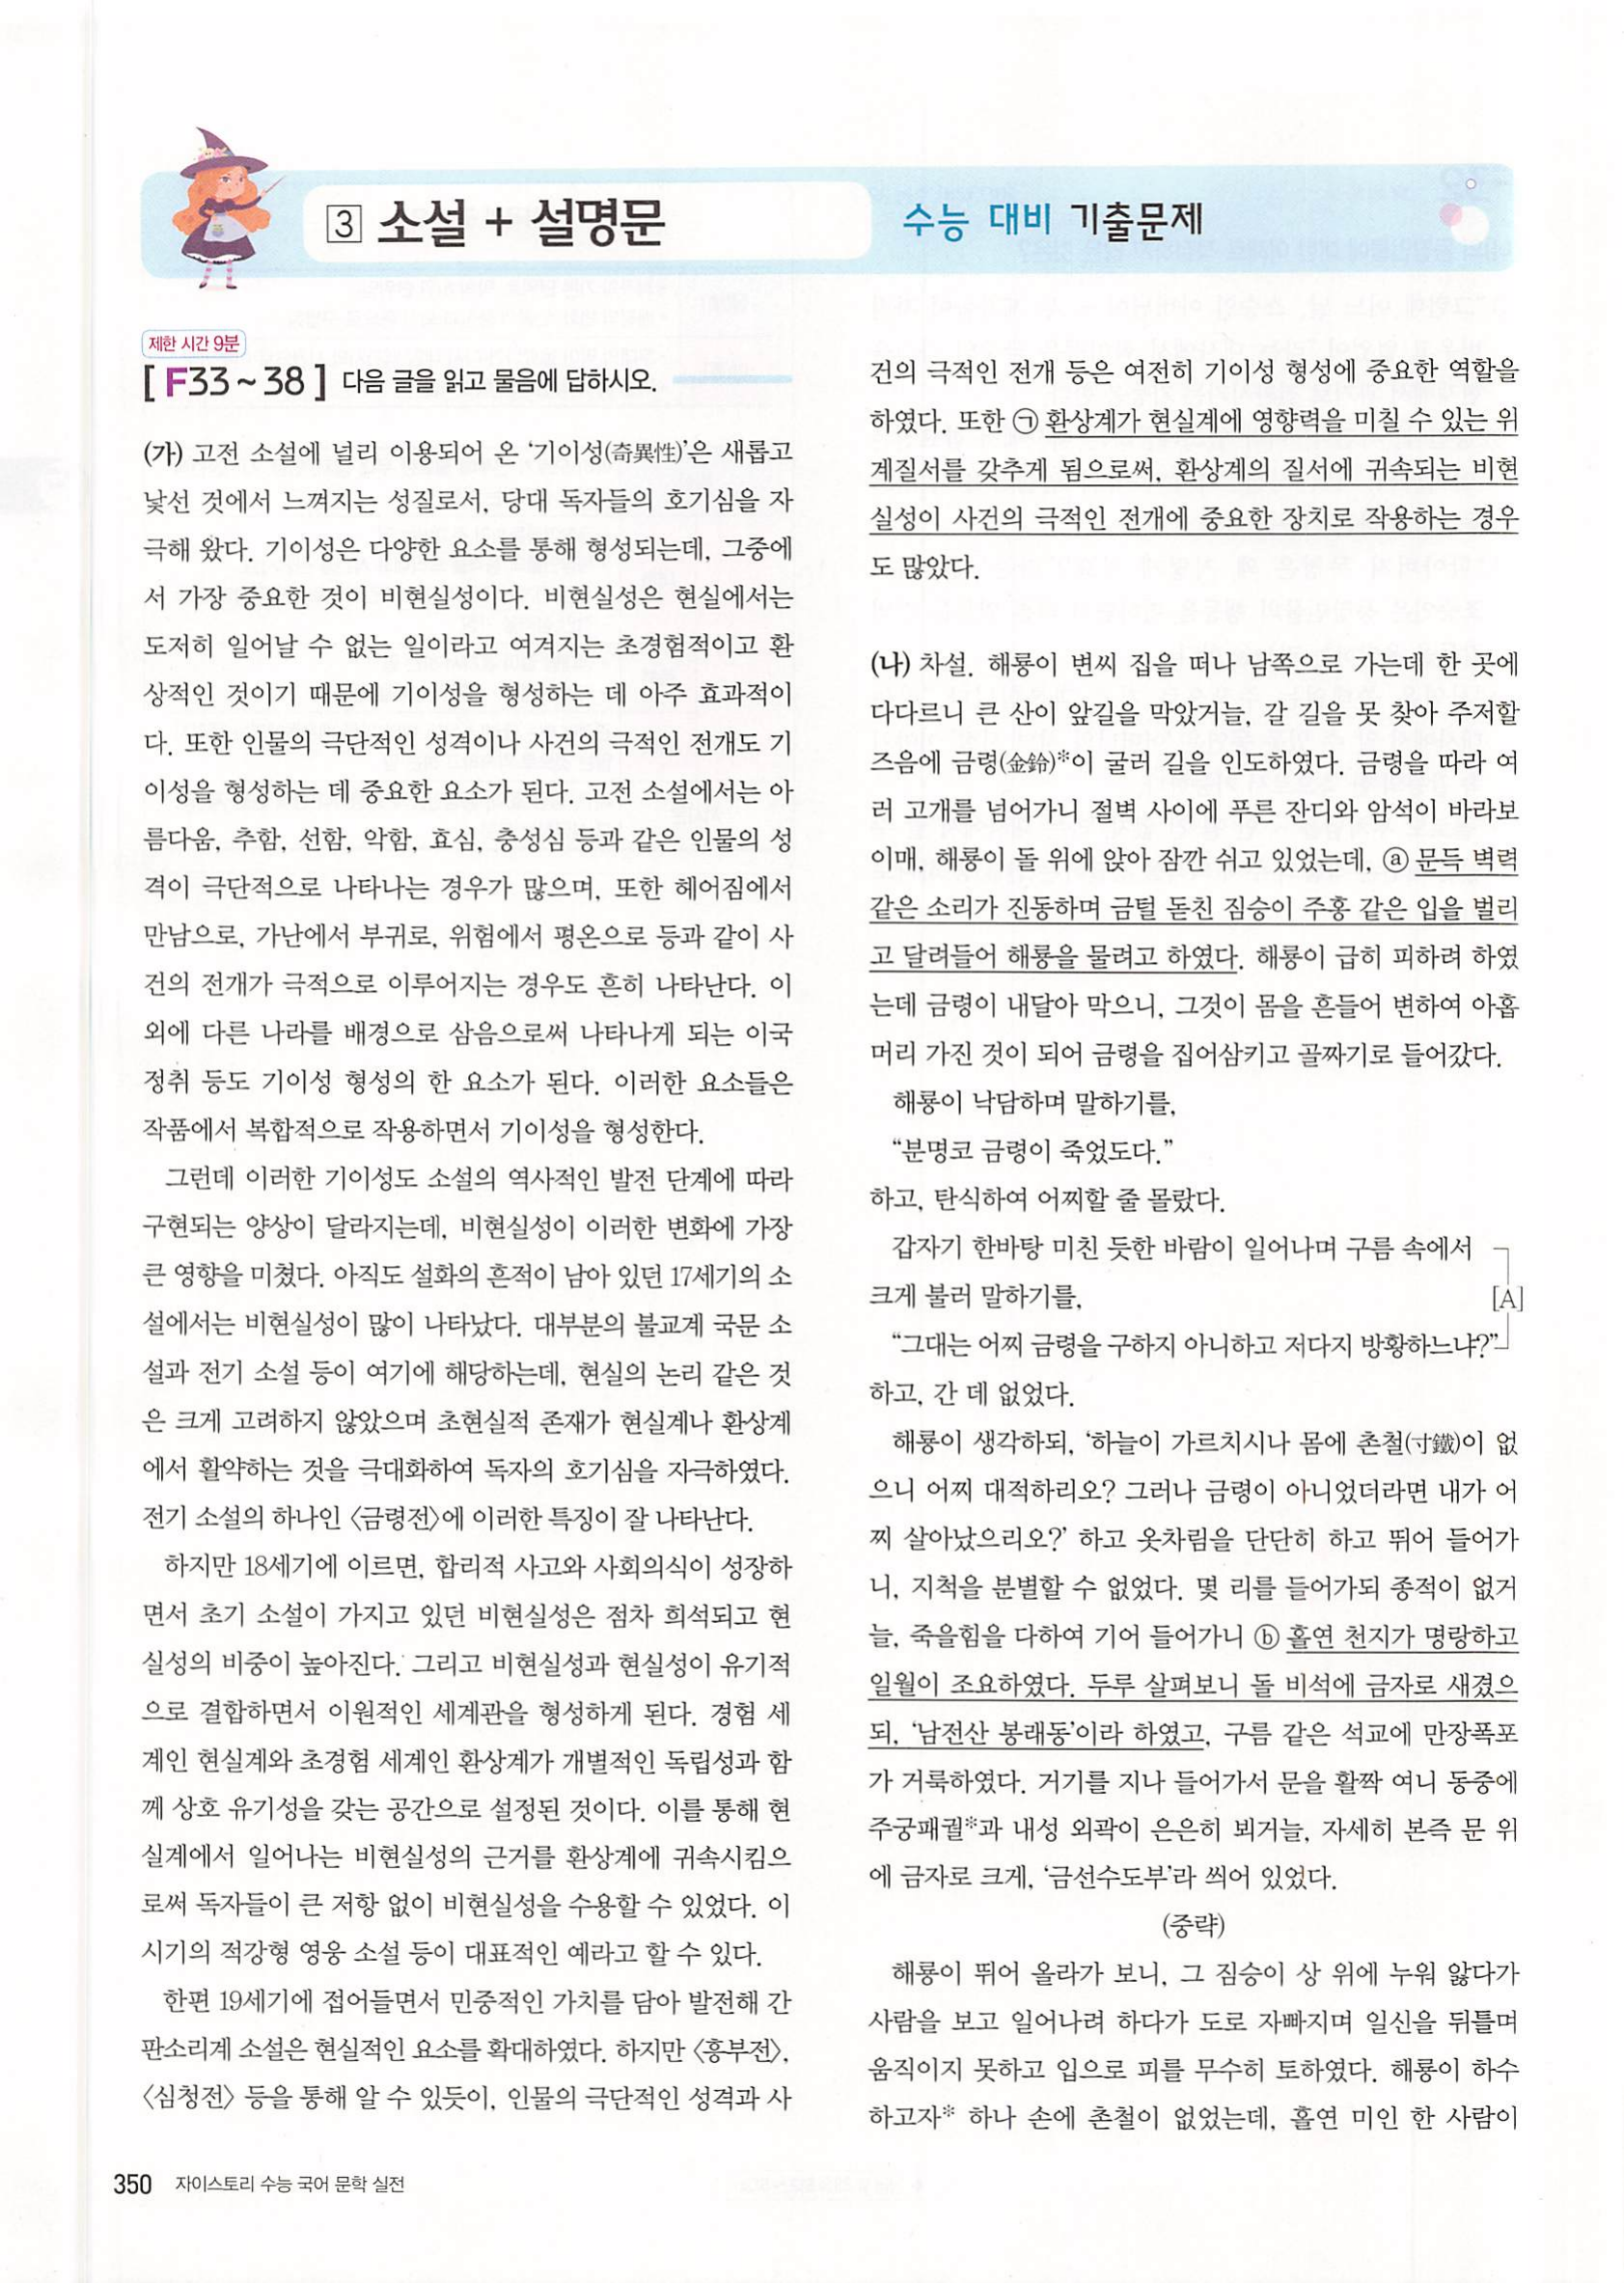 3 소설 + 설명문
수능 대비 기출문제
제한 시간 9분
[ F33 ~ 38 ] 다음 글을 읽고 물음에 답하시오.
(가) 고전 소설에 널리 이용되어 온 ‘기이성(奇異性)’은 새롭고
낯선 것에서 느껴지는 성질로서, 당대 독자들의 호기심을 자
극해 왔다. 기이성은 다양한 요소를 통해 형성되는데, 그중에
서 가장 중요한 것이 비현실성이다. 비현실성은 현실에서는
도저히 일어날 수 없는 일이라고 여겨지는 초경험적이고 환
상적인 것이기 때문에 기이성을 형성하는 데 아주 효과적이
다. 또한 인물의 극단적인 성격이나 사건의 극적인 전개도 기
이성을 형성하는 데 중요한 요소가 된다. 고전 소설에서는 아
름다움, 추함, 선함, 악함, 효심, 충성심 등과 같은 인물의 성
격이 극단적으로 나타나는 경우가 많으며, 또한 헤어짐에서
만남으로, 가난에서 부귀로, 위험에서 평온으로 등과 같이 사
건의 전개가 극적으로 이루어지는 경우도 흔히 나타난다. 이
외에 다른 나라를 배경으로 삼음으로써 나타나게 되는 이국
정취 등도 기이성 형성의 한 요소가 된다. 이러한 요소들은
작품에서 복합적으로 작용하면서 기이성을 형성한다.
그런데 이러한 기이성도 소설의 역사적인 발전 단계에 따라
구현되는 양상이 달라지는데, 비현실성이 이러한 변화에 가장
큰 영향을 미쳤다. 아직도 설화의 흔적이 남아 있던 17세기의 소
설에서는 비현실성이 많이 나타났다. 대부분의 불교계 국문 소
설과 전기 소설 등이 여기에 해당하는데, 현실의 논리 같은 것
은 크게 고려하지 않았으며 초현실적 존재가 현실계나 환상계
에서 활약하는 것을 극대화하여 독자의 호기심을 자극하였다.
전기 소설의 하나인 〈금령전〉에 이러한 특징이 잘 나타난다.
하지만 18세기에 이르면, 합리적 사고와 사회의식이 성장하
면서 초기 소설이 가지고 있던 비현실성은 점차 희석되고 현
실성의 비중이 높아진다. 그리고 비현실성과 현실성이 유기적
으로 결합하면서 이원적인 세계관을 형성하게 된다. 경험 세
계인 현실계와 초경험 세계인 환상계가 개별적인 독립성과 함
께 상호 유기성을 갖는 공간으로 설정된 것이다. 이를 통해 현
실계에서 일어나는 비현실성의 근거를 환상계에 귀속시킴으
로써 독자들이 큰 저항 없이 비현실성을 수용할 수 있었다. 이
시기의 적강형 영웅 소설 등이 대표적인 예라고 할 수 있다.
한편 19세기에 접어들면서 민중적인 가치를 담아 발전해 간
판소리계 소설은 현실적인 요소를 확대하였다. 하지만 〈흥부전〉,
〈심청전〉 등을 통해 알 수 있듯이, 인물의 극단적인 성격과 사
건의 극적인 전개 등은 여전히 기이성 형성에 중요한 역할을
하였다. 또한 ㉠ 환상계가 현실계에 영향력을 미칠 수 있는 위
계질서를 갖추게 됨으로써, 환상계의 질서에 귀속되는 비현
실성이 사건의 극적인 전개에 중요한 장치로 작용하는 경우
도 많았다.
(나) 차설. 해룡이 변씨 집을 떠나 남쪽으로 가는데 한 곳에
다다르니 큰 산이 앞길을 막았거늘, 갈 길을 못 찾아 주저할
즈음에 금령(金鈴)*이 굴러 길을 인도하였다. 금령을 따라 여
러 고개를 넘어가니 절벽 사이에 푸른 잔디와 암석이 바라보
이매, 해룡이 돌 위에 앉아 잠깐 쉬고 있었는데, ⓐ 문득 벽력
같은 소리가 진동하며 금털 돋친 짐승이 주홍 같은 입을 벌리
고 달려들어 해룡을 물려고 하였다. 해룡이 급히 피하려 하였
는데 금령이 내달아 막으니, 그것이 몸을 흔들어 변하여 아홉
머리 가진 것이 되어 금령을 집어삼키고 골짜기로 들어갔다.
해룡이 낙담하며 말하기를,
“분명코 금령이 죽었도다.”
하고, 탄식하여 어찌할 줄 몰랐다.
갑자기 한바탕 미친 듯한 바람이 일어나며 구름 속에서
크게 불러 말하기를, [A]
“그대는 어찌 금령을 구하지 아니하고 저다지 방황하느냐?”
하고, 간 데 없었다.
해룡이 생각하되, ‘하늘이 가르치시나 몸에 촌철(寸鐵)이 없
으니 어찌 대적하리오? 그러나 금령이 아니었더라면 내가 어
찌 살아났으리오?’ 하고 옷차림을 단단히 하고 뛰어 들어가
니, 지척을 분별할 수 없었다. 몇 리를 들어가되 종적이 없거
늘, 죽을힘을 다하여 기어 들어가니 ⓑ 홀연 천지가 명랑하고
일월이 조요하였다. 두루 살펴보니 돌 비석에 금자로 새겼으
되, ‘남전산 봉래동’이라 하였고, 구름 같은 석교에 만장폭포
가 거룩하였다. 거기를 지나 들어가서 문을 활짝 여니 동중에
주궁패궐*과 내성 외곽이 은은히 뵈거늘, 자세히 본즉 문 위
에 금자로 크게, ‘금선수도부’라 씌어 있었다.
(중략)
해룡이 뛰어 올라가 보니, 그 짐승이 상 위에 누워 앓다가
사람을 보고 일어나려 하다가 도로 자빠지며 일신을 뒤틀며
움직이지 못하고 입으로 피를 무수히 토하였다. 해룡이 하수
하고자* 하나 손에 촌철이 없었는데, 홀연 미인 한 사람이
350 자이스토리 수능 국어 문학 실전